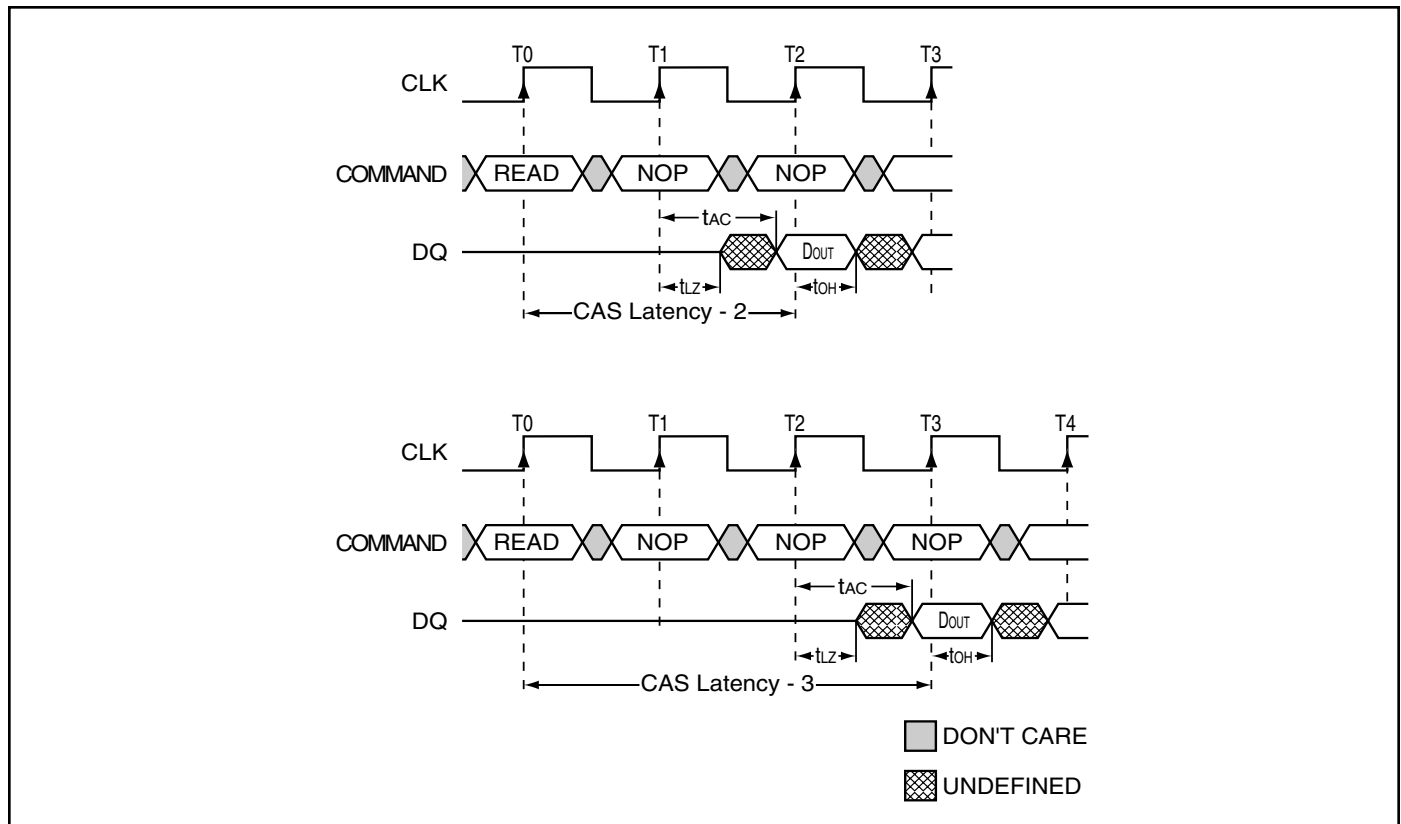 T0 T1 T2 T3
CLK
COMMAND READ NOP NOP
tAC
DQ DOUT
tLZ tOH
CAS Latency - 2
T0 T1 T2 T3 T4
CLK
COMMAND READ NOP NOP NOP
tAC
DQ DOUT
tLZ tOH
CAS Latency - 3
DON'T CARE
UNDEFINED